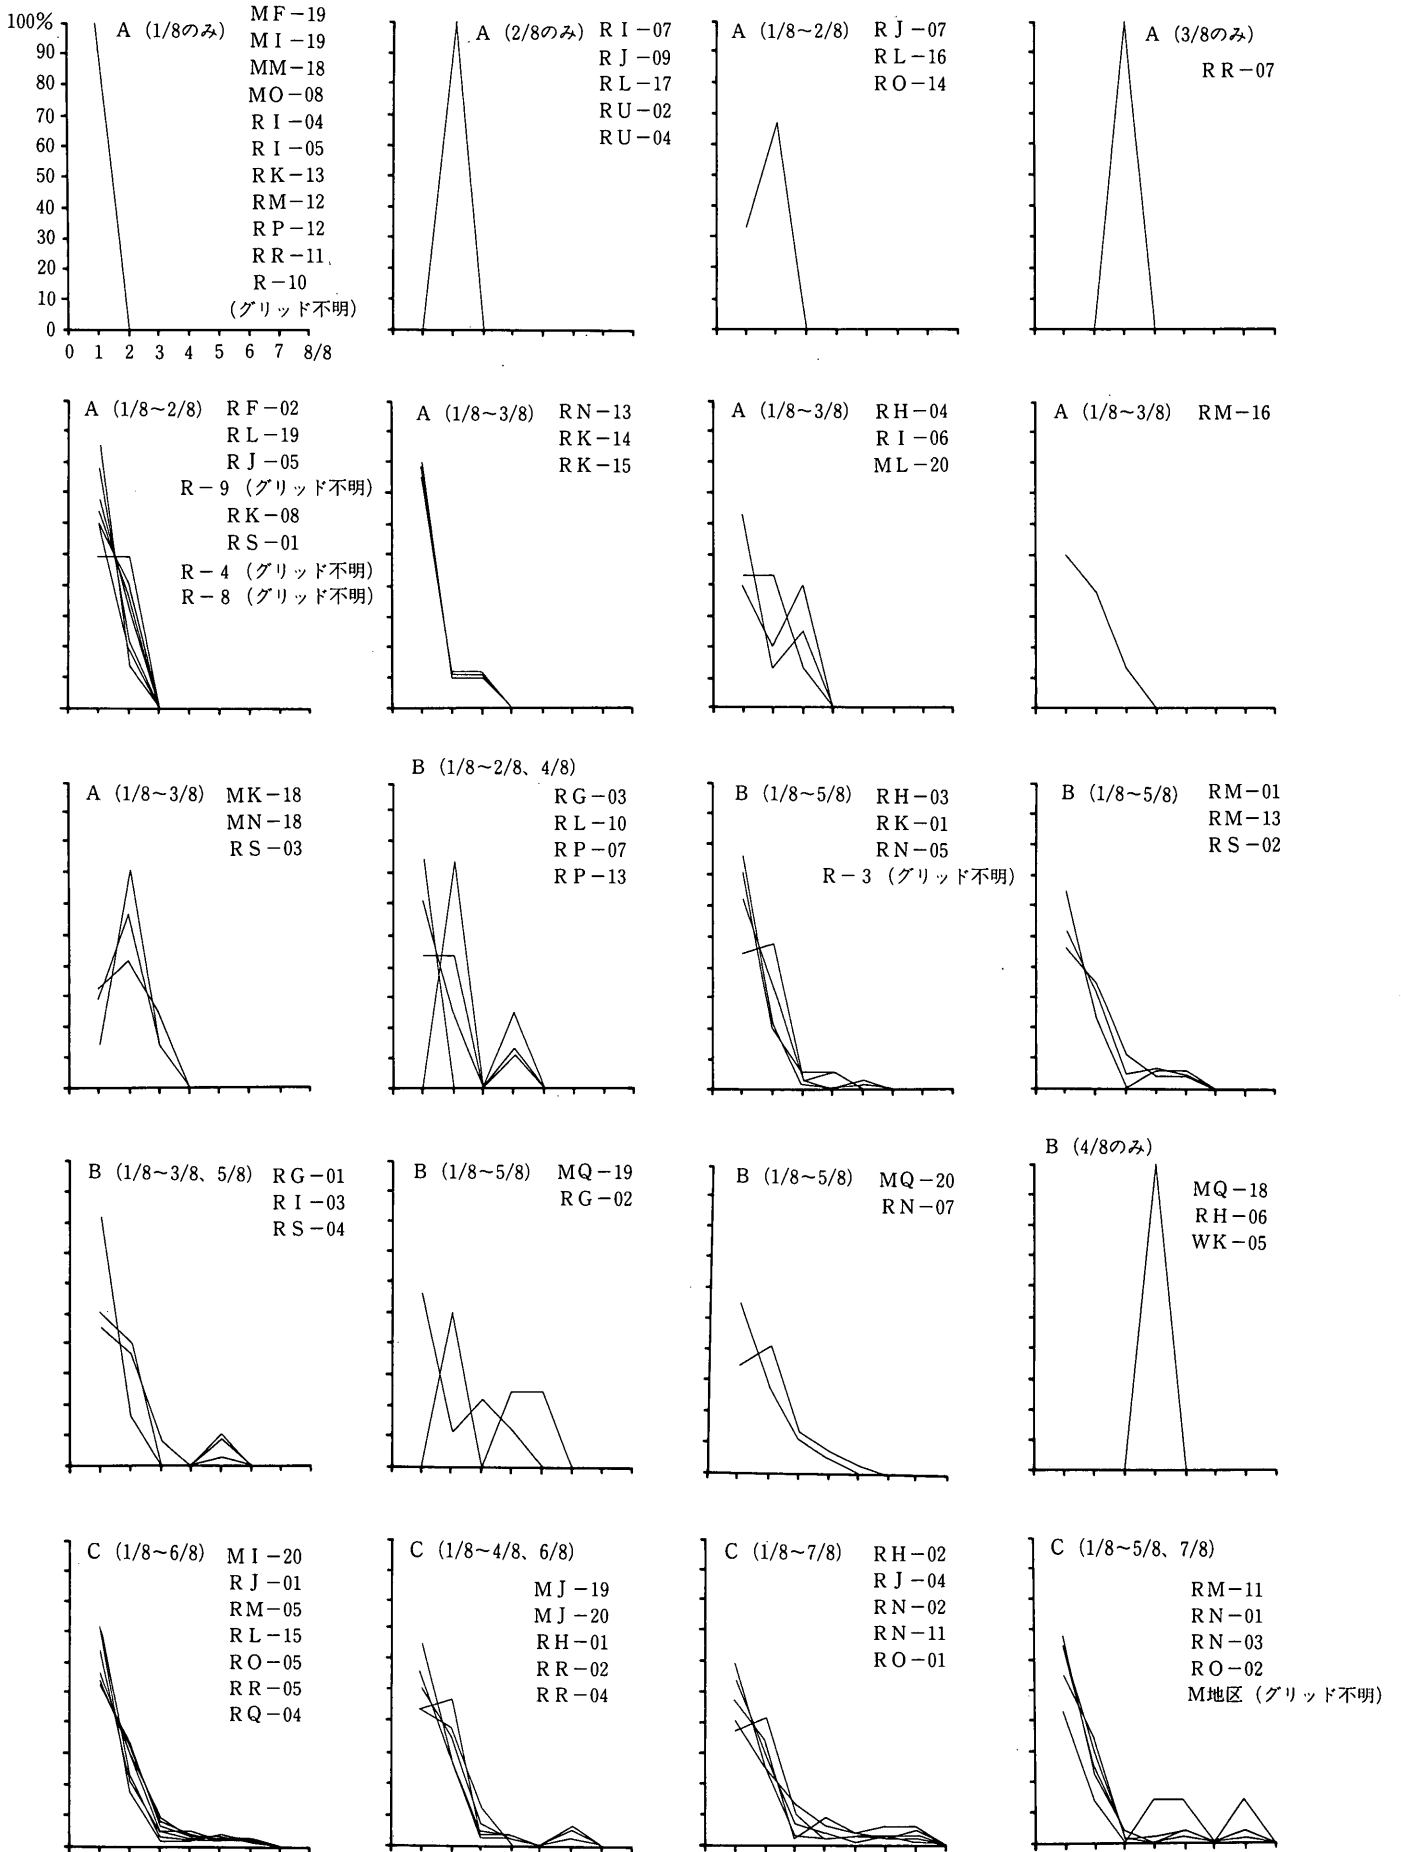 A (1/8のみ)
MF-19
MI-19
MM-18
MO-08
RI-04
RI-05
RK-13
RM-12
RP-12
RR-11
R-10
(グリッド不明)
100%
90
80
70
60
50
40
30
20
10
0
0 1 2 3 4 5 6 7 8/8
A (2/8のみ)
RI-07
RJ-09
RL-17
RU-02
RU-04
A (1/8~2/8)
RJ-07
RL-16
RO-14
A (3/8のみ)
RR-07
A (1/8~2/8)
RF-02
RL-19
RJ-05
R-9 (グリッド不明)
RK-08
RS-01
R-4 (グリッド不明)
R-8 (グリッド不明)
A (1/8~3/8)
RN-13
RK-14
RK-15
A (1/8~3/8)
RH-04
RI-06
ML-20
A (1/8~3/8)
RM-16
A (1/8~3/8)
MK-18
MN-18
RS-03
B (1/8~2/8、4/8)
RG-03
RL-10
RP-07
RP-13
B (1/8~5/8)
RH-03
RK-01
RN-05
R-3 (グリッド不明)
B (1/8~5/8)
RM-01
RM-13
RS-02
B (1/8~3/8、5/8)
RG-01
RI-03
RS-04
B (1/8~5/8)
MQ-19
RG-02
B (1/8~5/8)
MQ-20
RN-07
B (4/8のみ)
MQ-18
RH-06
WK-05
C (1/8~6/8)
MI-20
RJ-01
RM-05
RL-15
RO-05
RR-05
RQ-04
C (1/8~4/8、6/8)
MJ-19
MJ-20
RH-01
RR-02
RR-04
C (1/8~7/8)
RH-02
RJ-04
RN-02
RN-11
RO-01
C (1/8~5/8、7/8)
RM-11
RN-01
RN-03
RO-02
M地区 (グリッド不明)